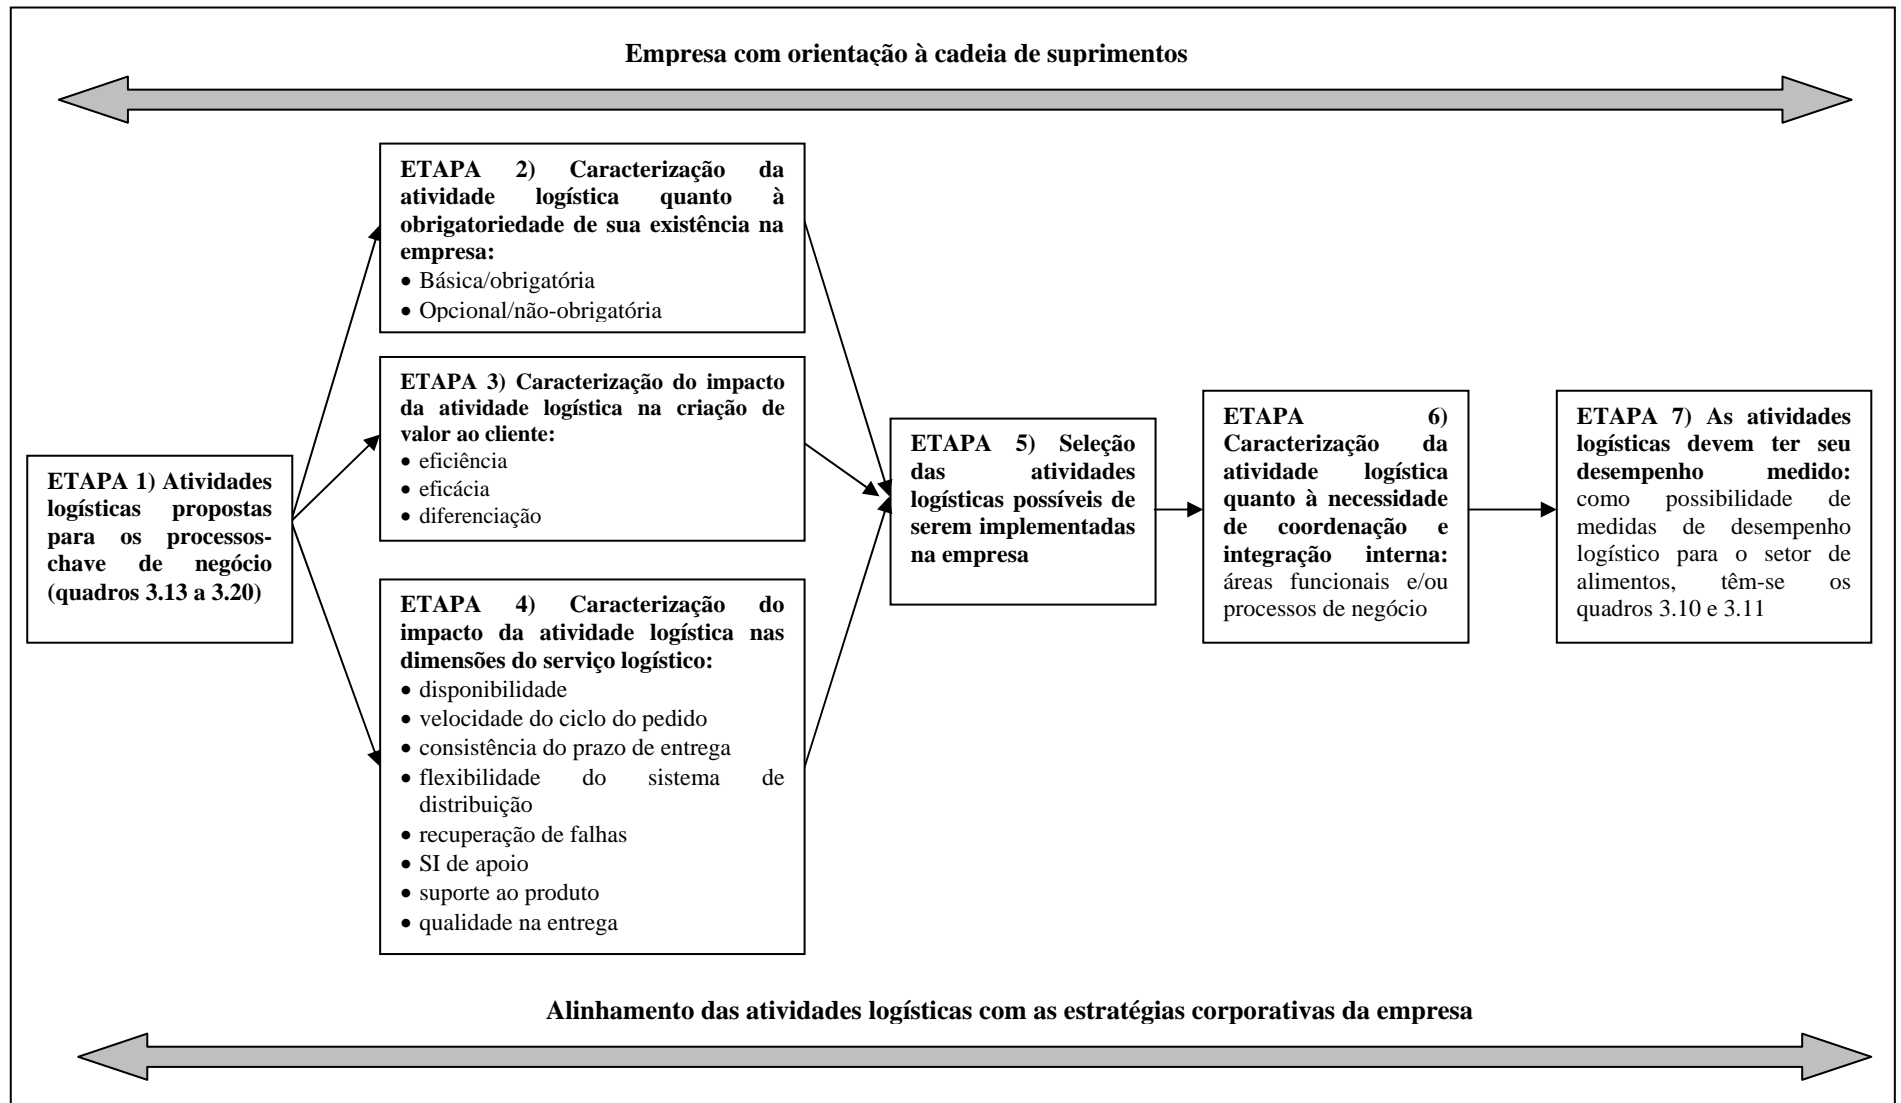 Empresa com orientação à cadeia de suprimentos
ETAPA 1) Atividades
logísticas propostas
para os processos-
chave de negócio
(quadros 3.13 a 3.20)
ETAPA 2) Caracterização da
atividade logística quanto à
obrigatoriedade de sua existência na
empresa:
• Básica/obrigatória
• Opcional/não-obrigatória
ETAPA 3) Caracterização do impacto
da atividade logística na criação de
valor ao cliente:
• eficiência
• eficácia
• diferenciação
ETAPA 4) Caracterização do
impacto da atividade logística nas
dimensões do serviço logístico:
• disponibilidade
• velocidade do ciclo do pedido
• consistência do prazo de entrega
• flexibilidade do sistema de
distribuição
• recuperação de falhas
• SI de apoio
• suporte ao produto
• qualidade na entrega
ETAPA 5) Seleção
das atividades
logísticas possíveis de
serem implementadas
na empresa
ETAPA 6)
Caracterização da
atividade logística
quanto à necessidade
de coordenação e
integração interna:
áreas funcionais e/ou
processos de negócio
ETAPA 7) As atividades
logísticas devem ter seu
desempenho medido:
como possibilidade de
medidas de desempenho
logístico para o setor de
alimentos, têm-se os
quadros 3.10 e 3.11
Alinhamento das atividades logísticas com as estratégias corporativas da empresa